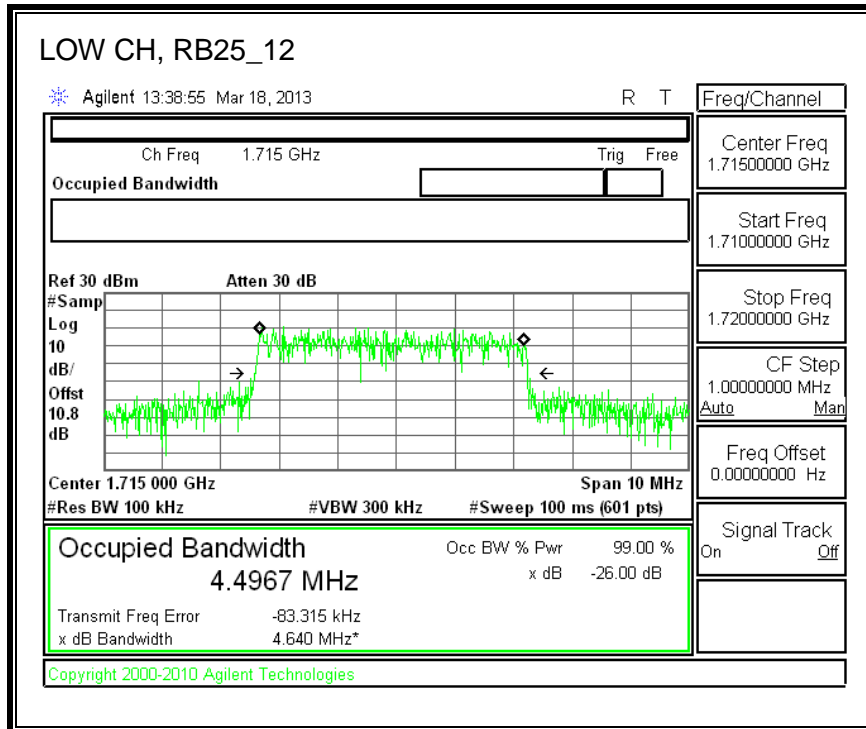 LOW CH, RB25_12
Agilent 13:38:55 Mar 18, 2013 R T
Freq/Channel
Ch Freq 1.715 GHz Trig Free
Occupied Bandwidth
Center Freq
1.71500000 GHz
Start Freq
1.71000000 GHz
Stop Freq
1.72000000 GHz
CF Step
1.00000000 MHz
Auto Man
Freq Offset
0.00000000 Hz
Signal Track
On Off
Ref 30 dBm Atten 30 dB
#Samp
Log
10
dB/
Offst
10.8
dB
Center 1.715 000 GHz Span 10 MHz
#Res BW 100 kHz #VBW 300 kHz #Sweep 100 ms (601 pts)
Occupied Bandwidth Occ BW % Pwr 99.00 %
4.4967 MHz x dB -26.00 dB
Transmit Freq Error -83.315 kHz
x dB Bandwidth 4.640 MHz*
Copyright 2000-2010 Agilent Technologies